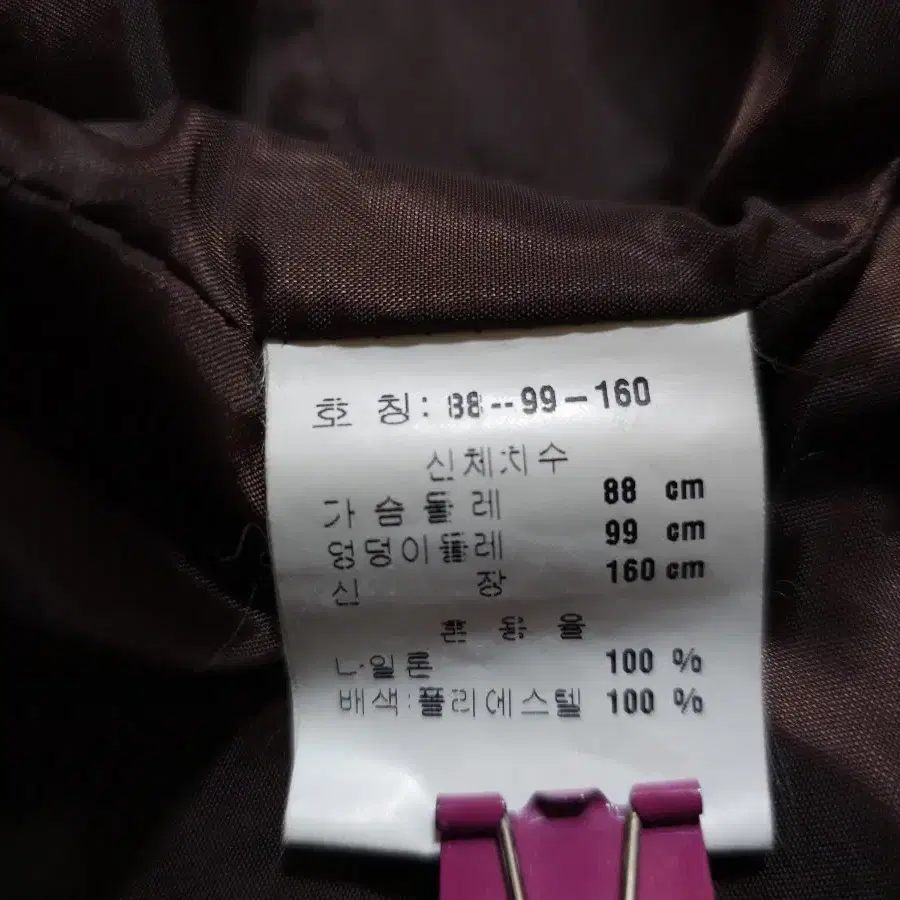 호 칭: 88--99-160
신체치수
가슴둘레 88 cm
엉덩이둘레 99 cm
신 장 160 cm
혼 용 율
나일론 100 %
배색:폴리에스텔 100 %